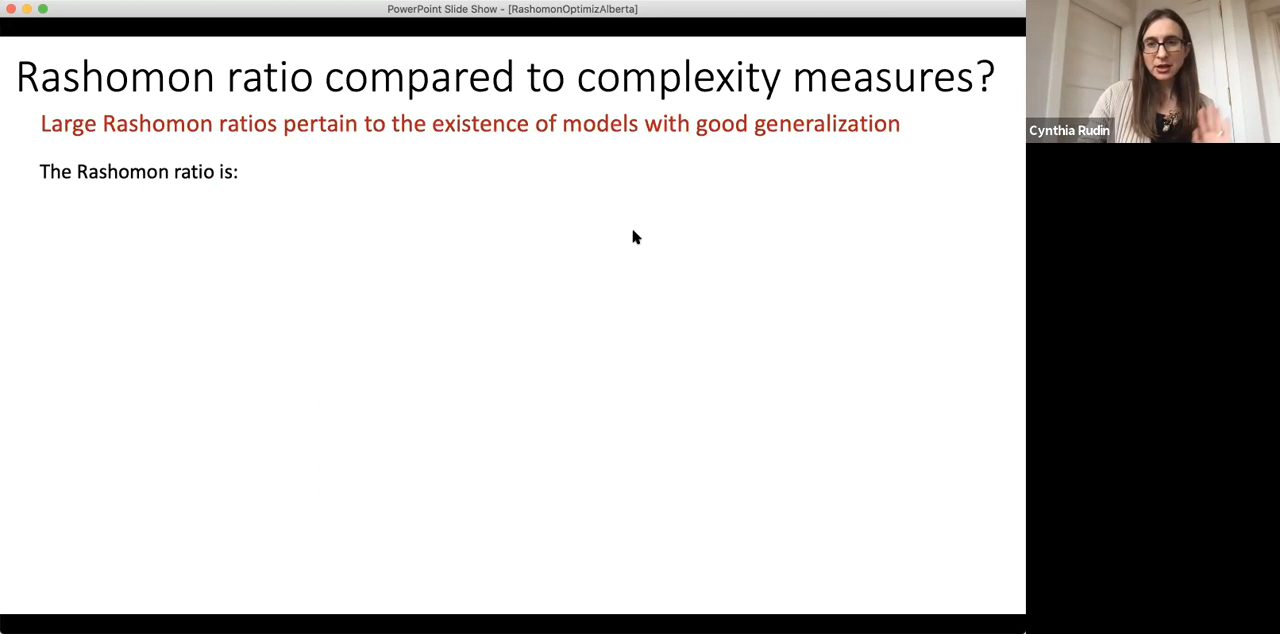 PowerPoint Slide Show - [RashomonOptimizAlberta]
Rashomon ratio compared to complexity measures?
Large Rashomon ratios pertain to the existence of models with good generalization
The Rashomon ratio is:
Cynthia Rudin